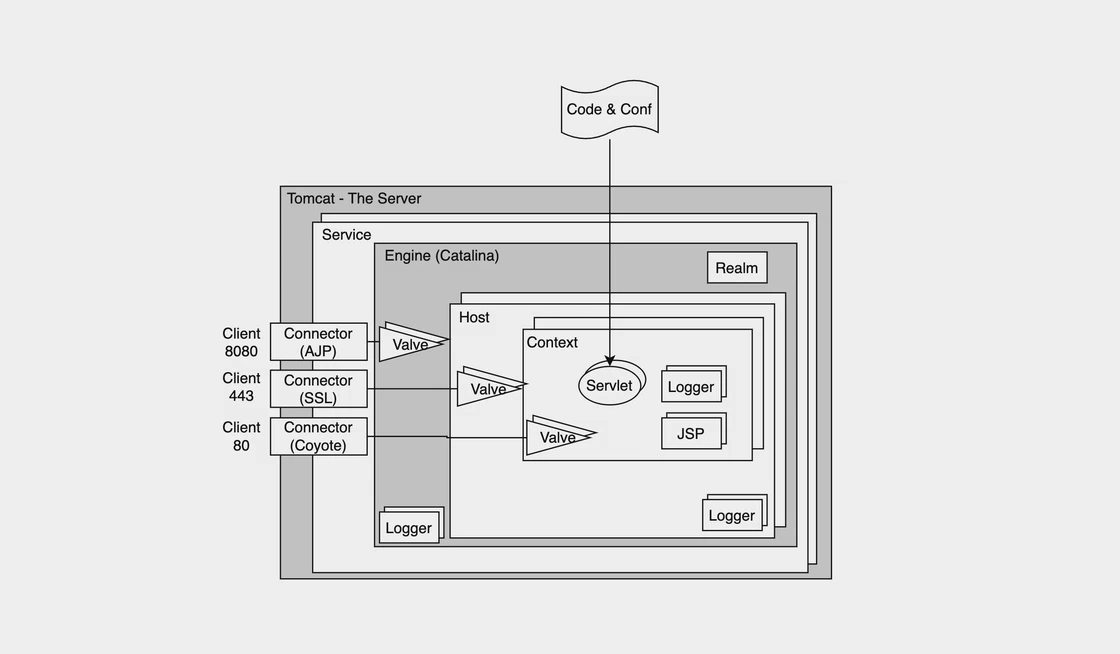 Code & Conf
Tomcat - The Server
Service
Engine (Catalina)
Realm
Host
Context
Client
8080
Connector
(AJP)
Valve
Client
443
Connector
(SSL)
Valve
Servlet
Logger
Client
80
Connector
(Coyote)
Valve
JSP
Logger
Logger